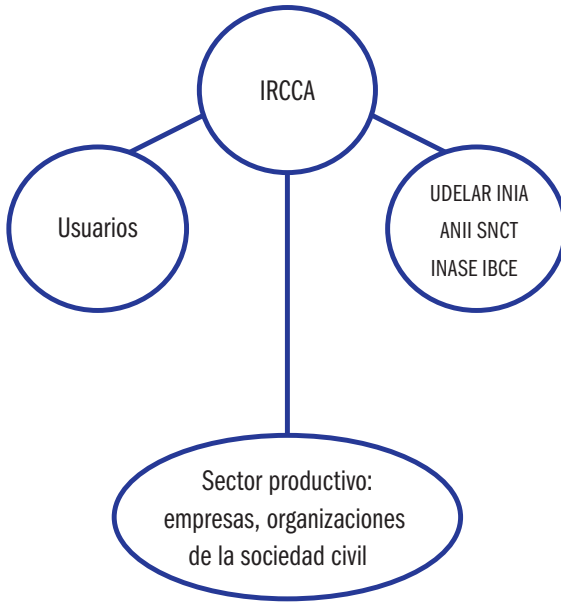 IRCCA
Usuarios
UDELAR INIA
ANII SNCT
INASE IBCE
Sector productivo:
empresas, organizaciones
de la sociedad civil